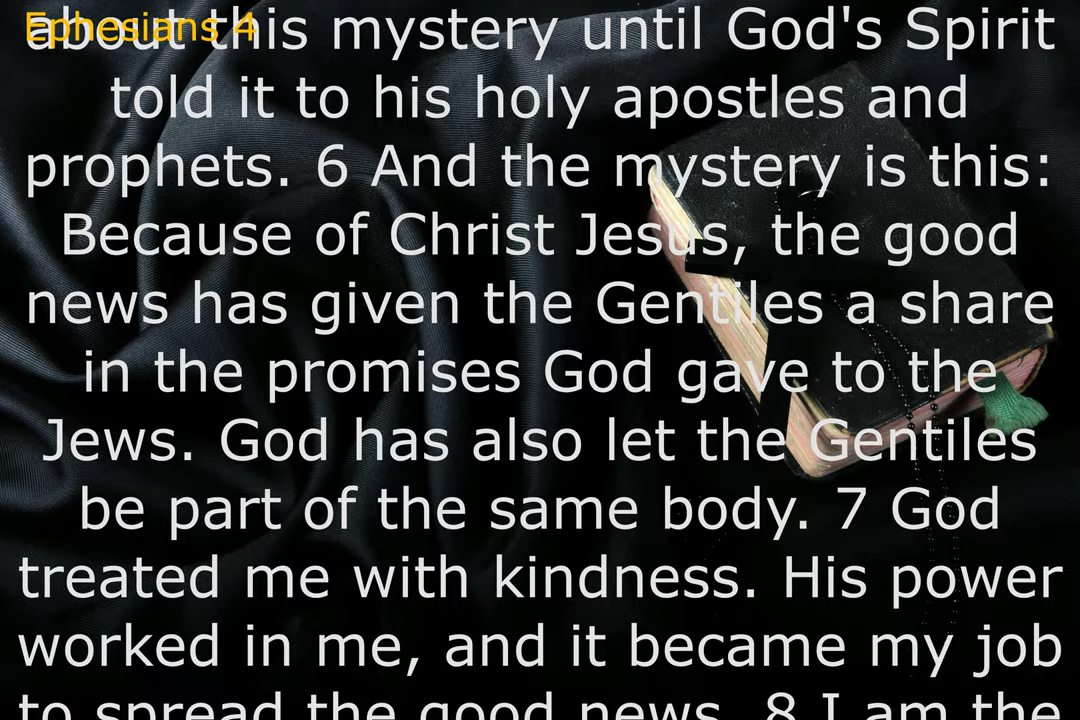 Ephesians 4
about this mystery until God's Spirit
told it to his holy apostles and
prophets. 6 And the mystery is this:
Because of Christ Jesus, the good
news has given the Gentiles a share
in the promises God gave to the
Jews. God has also let the Gentiles
be part of the same body. 7 God
treated me with kindness. His power
worked in me, and it became my job
to spread the good news. 8 I am the